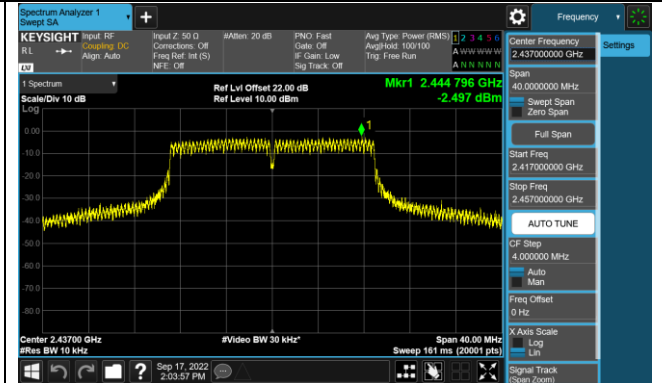 Spectrum Analyzer 1
Swept SA
+
Frequency
KEYSIGHT
RL
LXI
Input: RF
Coupling: DC
Align: Auto
Input Z: 50 Ω
Corrections: Off
Freq Ref: Int (S)
NFE: Off
#Atten: 20 dB
PNO: Fast
Gate: Off
IF Gain: Low
Sig Track: Off
Avg Type: Power (RMS)
Avg|Hold: 100/100
Trig: Free Run
1 2 3 4 5 6
A W W W W W
A N N N N N
1 Spectrum
Scale/Div 10 dB
Log
Ref Lvl Offset 22.00 dB
Ref Level 10.00 dBm
Mkr1 2.444 796 GHz
-2.497 dBm
1
0.00
-10.0
-20.0
-30.0
-40.0
-50.0
-60.0
-70.0
-80.0
Center 2.43700 GHz
#Res BW 10 kHz
#Video BW 30 kHz*
Span 40.00 MHz
Sweep 161 ms (20001 pts)
Center Frequency
2.437000000 GHz
Settings
Span
40.0000000 MHz
Swept Span
Zero Span
Full Span
Start Freq
2.417000000 GHz
Stop Freq
2.457000000 GHz
AUTO TUNE
CF Step
4.000000 MHz
Auto
Man
Freq Offset
0 Hz
X Axis Scale
Log
Lin
Signal Track
(Span Zoom)
?
Sep 17, 2022
2:03:57 PM